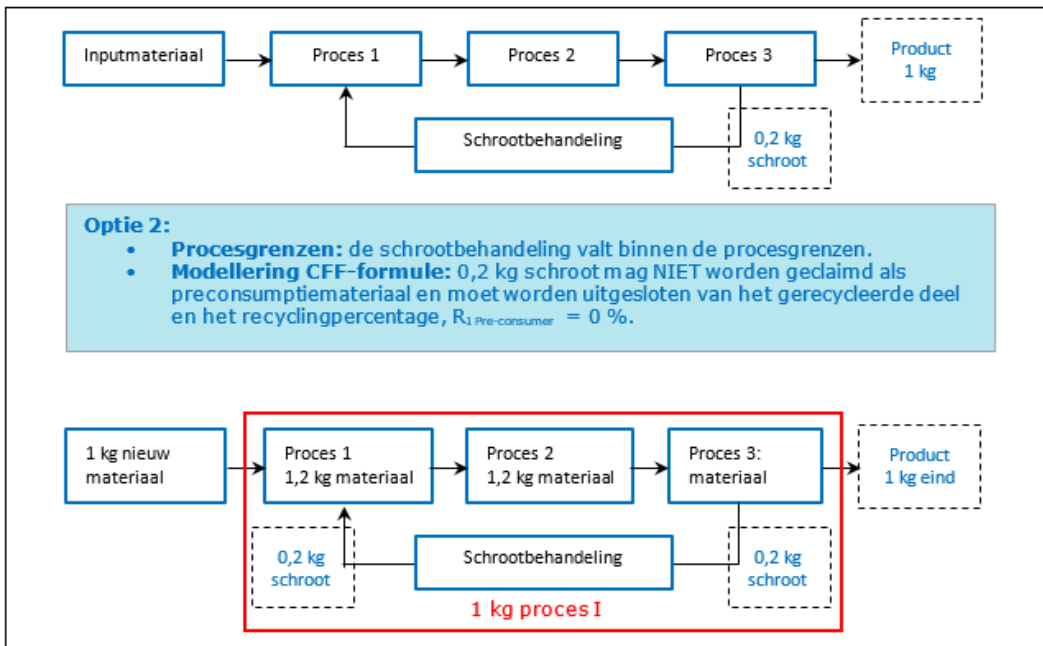 Inputmateriaal
Proces 1
Proces 2
Proces 3
Product
1 kg
Schrootbehandeling
0,2 kg
schroot
Optie 2:
• Procesgrenzen: de schrootbehandeling valt binnen de procesgrenzen.
• Modellering CFF-formule: 0,2 kg schroot mag NIET worden geclaimd als
preconsumptiemateriaal en moet worden uitgesloten van het gerecycleerde deel
en het recyclingpercentage, R1 Pre-consumer = 0 %.
1 kg nieuw
materiaal
Proces 1
1,2 kg materiaal
Proces 2
1,2 kg materiaal
Proces 3:
materiaal
Product
1 kg eind
0,2 kg
schroot
Schrootbehandeling
0,2 kg
schroot
1 kg proces I